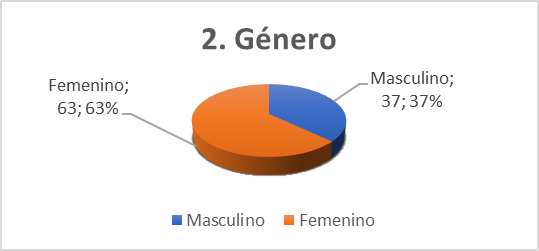 2. Género
Femenino;
63; 63%
Masculino;
37; 37%
Masculino
Femenino